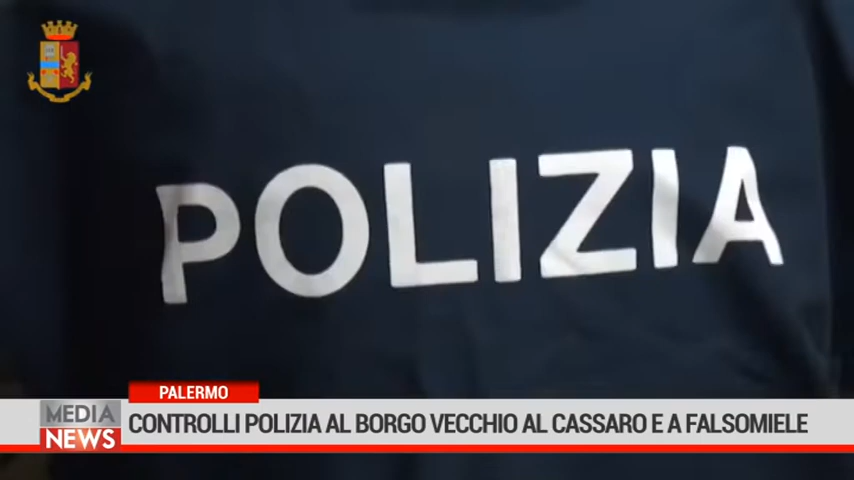 POLIZIA
PALERMO
MEDIA
NEWS
CONTROLLI POLIZIA AL BORGO VECCHIO AL CASSARO E A FALSOMIELE